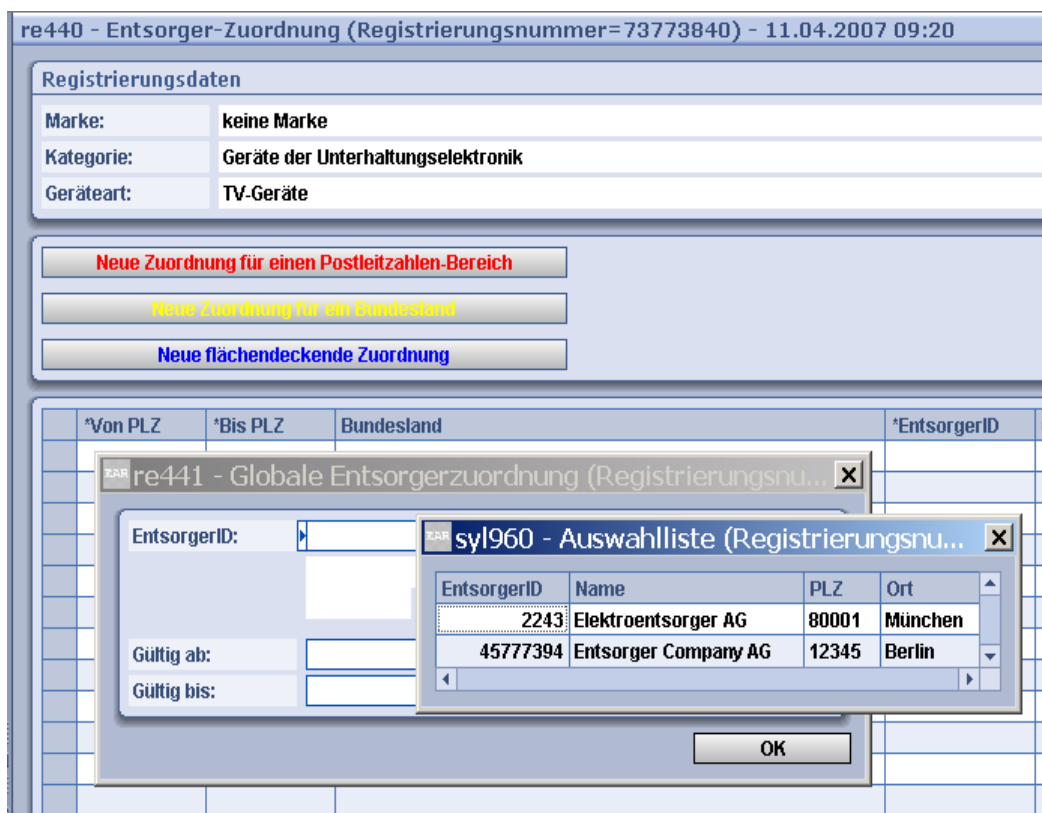 re440 - Entsorger-Zuordnung (Registrierungsnummer=73773840) - 11.04.2007 09:20
Registrierungsdaten
Marke: keine Marke
Kategorie: Geräte der Unterhaltungselektronik
Geräteart: TV-Geräte
Neue Zuordnung für einen Postleitzahlen-Bereich
Neue Zuordnung für ein Bundesland
Neue flächendeckende Zuordnung
*Von PLZ *Bis PLZ Bundesland *EntsorgerID
ZAR re441 - Globale Entsorgerzuordnung (Registrierungsnu...
EntsorgerID:
ZAR syl960 - Auswahlliste (Registrierungsnu...
EntsorgerID Name PLZ Ort
2243 Elektroentsorger AG 80001 München
45777394 Entsorger Company AG 12345 Berlin
Gültig ab:
Gültig bis:
OK